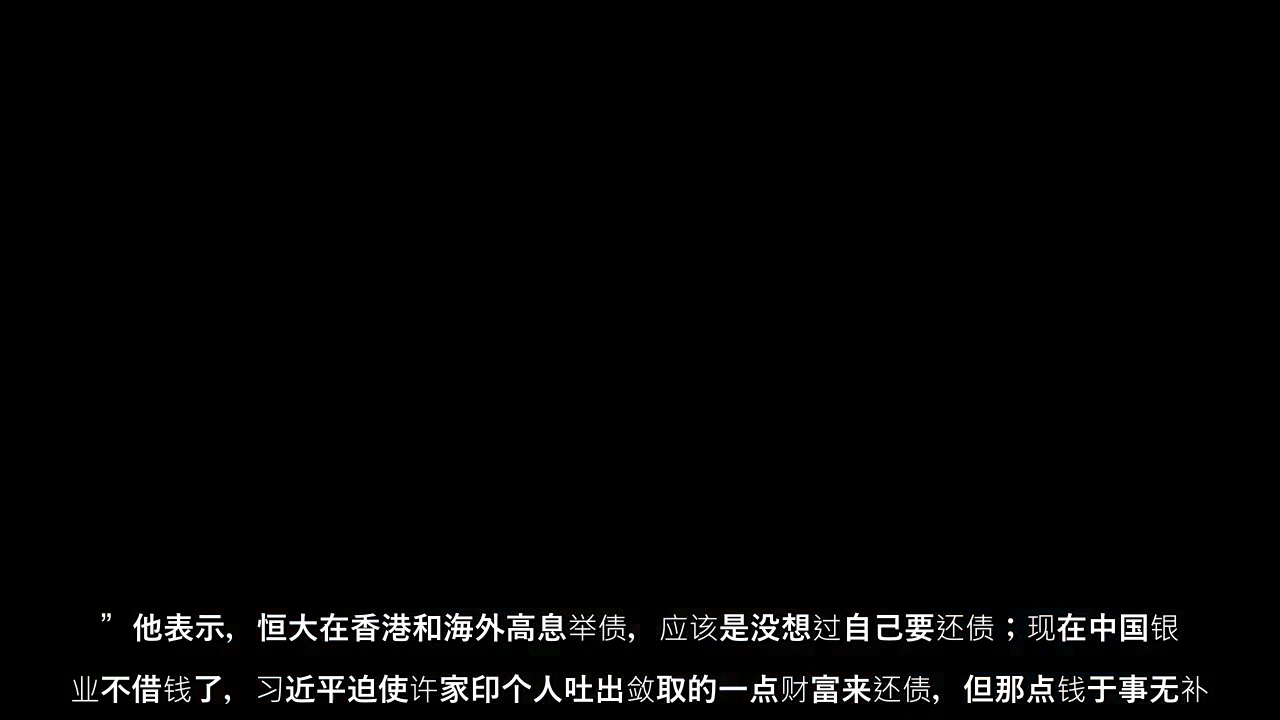 ”他表示，恒大在香港和海外高息举债，应该是没想过自己要还债；现在中国银
业不借钱了，习近平迫使许家印个人吐出敛取的一点财富来还债，但那点钱于事无补